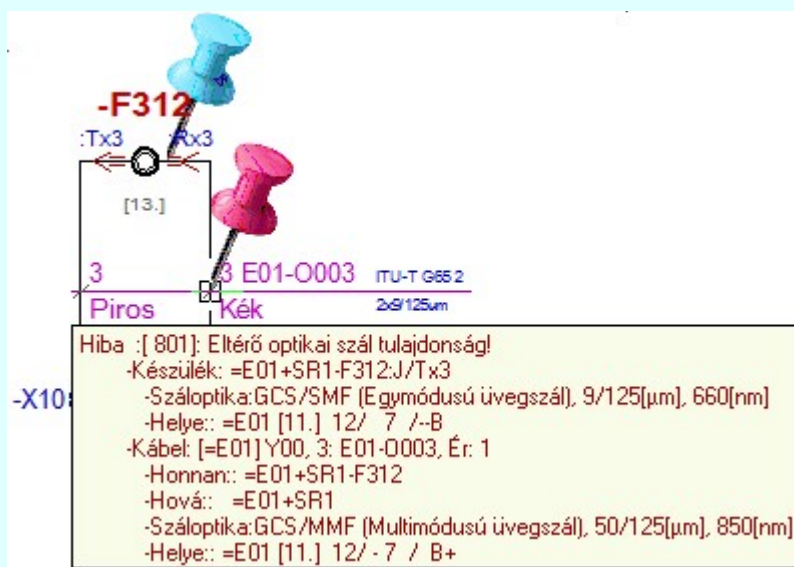 -F312
:Tx3 :Rx3
[13.]
3 3 E01-O003 ITU-T G65 2
Piros Kék 2x9/125um
Hiba :[ 801]: Eltérő optikai szál tulajdonság!
-Készülék: =E01+SR1-F312:J/Tx3
-Száloptika:GCS/SMF (Egymódusú üvegszál), 9/125[µm], 660[nm]
-Helye:: =E01 [11.] 12/ 7 /--B
-Kábel: [=E01] Y00, 3: E01-O003, Ér: 1
-Honnan:: =E01+SR1-F312
-Hová:: =E01+SR1
-Száloptika:GCS/MMF (Multimódusú üvegszál), 50/125[µm], 850[nm]
-Helye:: =E01 [11.] 12/ - 7 / B+
-X10